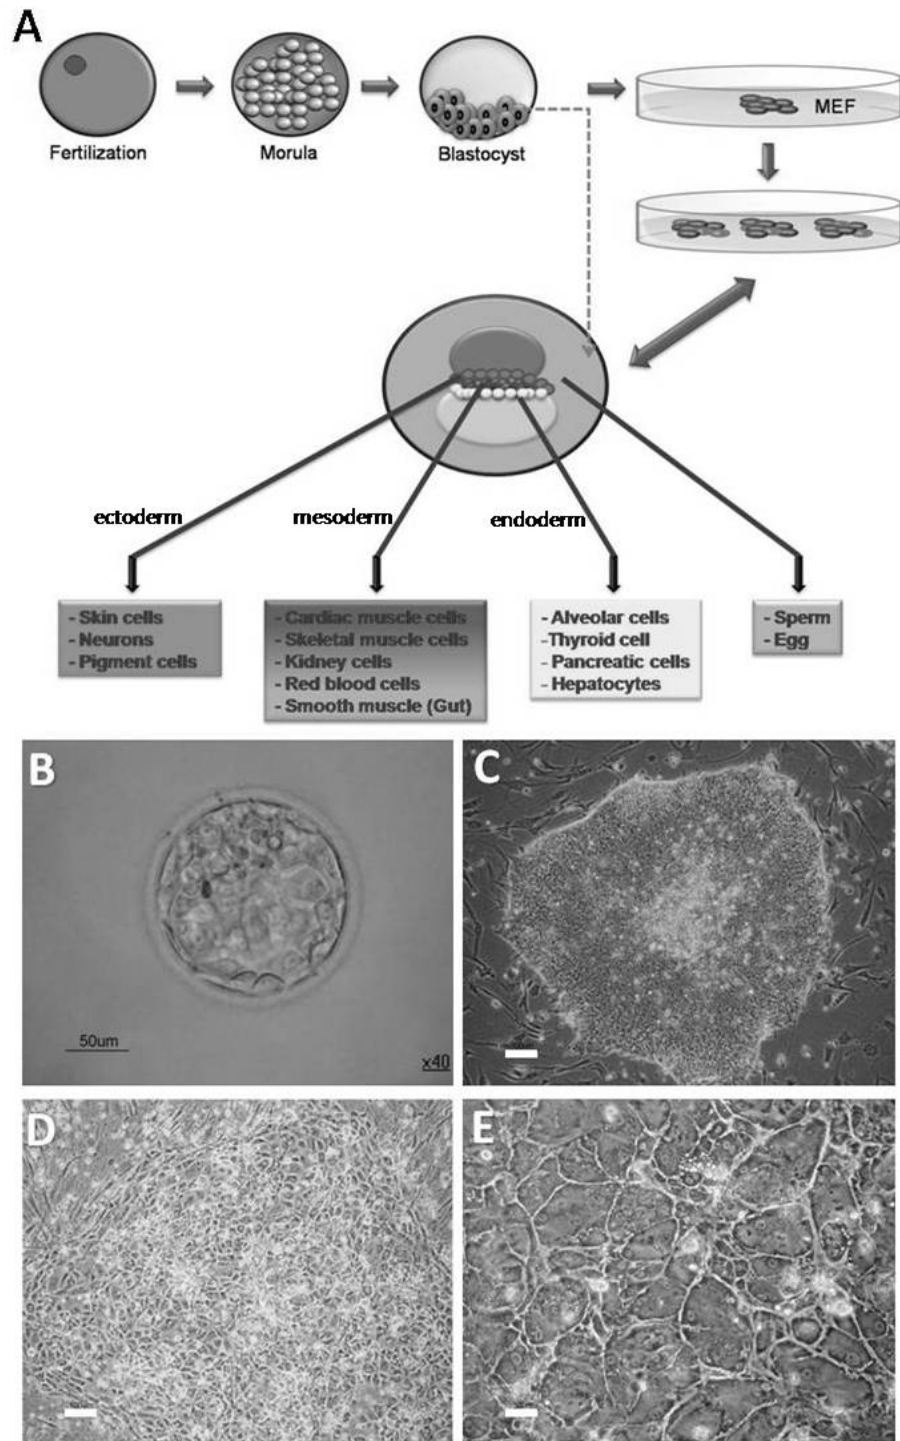 A
MEF
Fertilization
Morula
Blastocyst
ectoderm
mesoderm
endoderm
- Skin cells
- Neurons
- Pigment cells
- Cardiac muscle cells
- Skeletal muscle cells
- Kidney cells
- Red blood cells
- Smooth muscle (Gut)
- Alveolar cells
-Thyroid cell
- Pancreatic cells
- Hepatocytes
- Sperm
- Egg
B
50um
x40
C
D
E